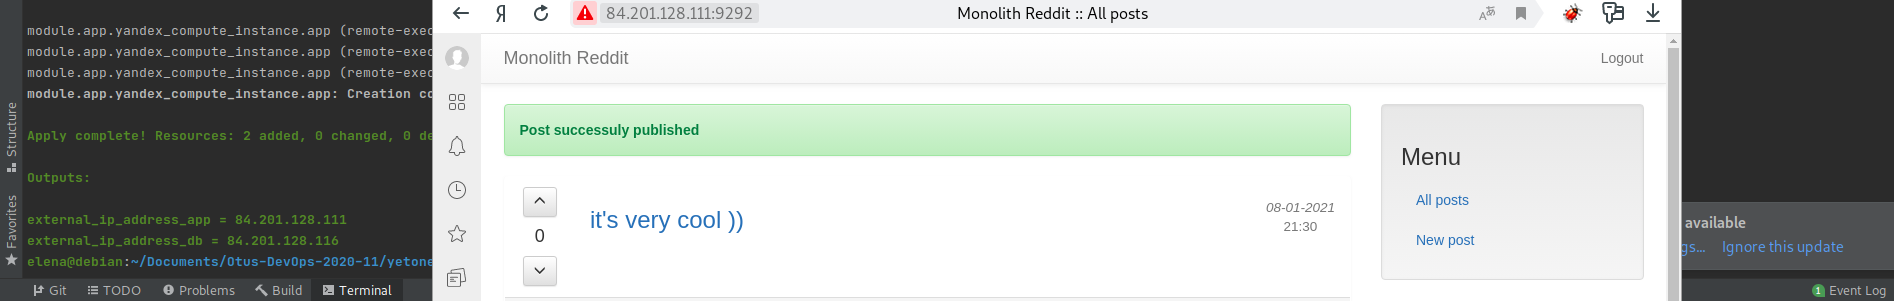 Structure
Favorites
module.app.yandex_compute_instance.app (remote-exec
module.app.yandex_compute_instance.app (remote-exec
module.app.yandex_compute_instance.app (remote-exec
module.app.yandex_compute_instance.app: Creation co
Apply complete! Resources: 2 added, 0 changed, 0 de
Outputs:
external_ip_address_app = 84.201.128.111
external_ip_address_db = 84.201.128.116
elena@debian:~/Documents/Otus-DevOps-2020-11/yetone
Git TODO Problems Build Terminal
Я 84.201.128.111:9292 Monolith Reddit :: All posts
Monolith Reddit Logout
Post successuly published
0
it's very cool ))
08-01-2021
21:30
Menu
All posts
New post
available
gs... Ignore this update
1 Event Log